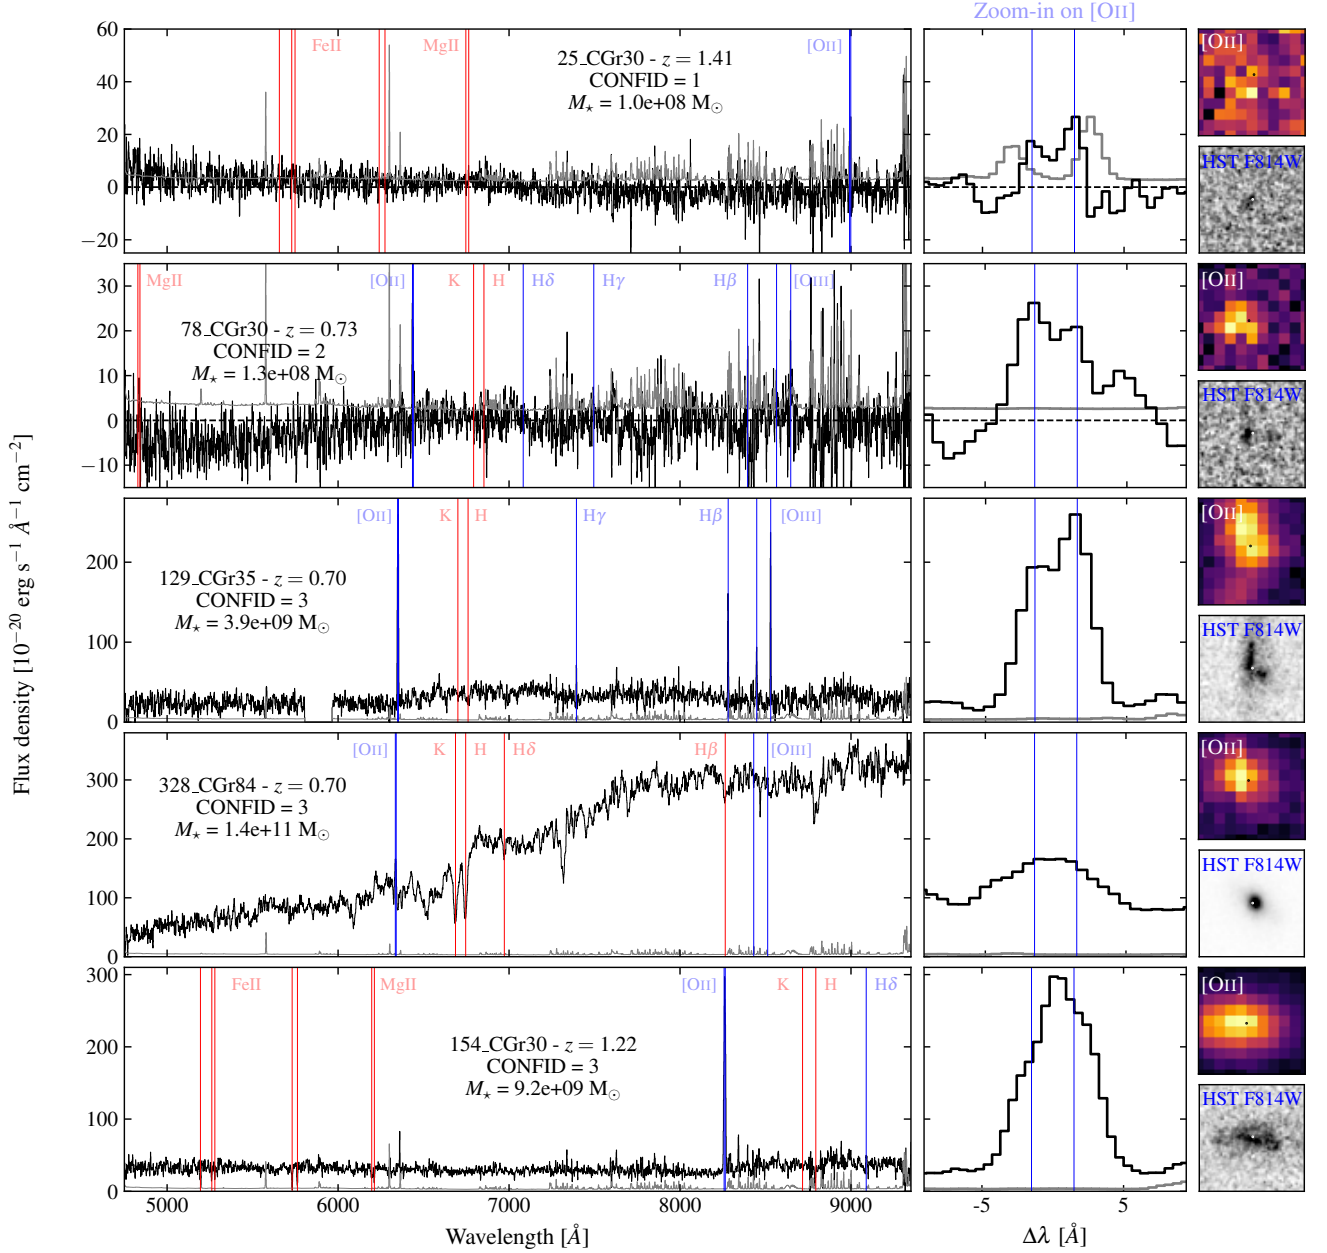 Zoom-in on [OII]
60
FeII
MgII
[OII]
25_CGr30 - z = 1.41
CONFID = 1
M⋆ = 1.0e+08 M⊙
40
20
0
−20
[OII]
HST F814W
MgII
[OII]
K
H
Hδ
Hγ
Hβ
[OIII]
78_CGr30 - z = 0.73
CONFID = 2
M⋆ = 1.3e+08 M⊙
30
20
10
0
−10
[OII]
HST F814W
[OII]
K
H
Hγ
Hβ
[OIII]
129_CGr35 - z = 0.70
CONFID = 3
M⋆ = 3.9e+09 M⊙
200
100
0
[OII]
HST F814W
[OII]
K
H
Hδ
Hβ
[OIII]
328_CGr84 - z = 0.70
CONFID = 3
M⋆ = 1.4e+11 M⊙
300
200
100
0
[OII]
HST F814W
FeII
MgII
[OII]
K
H
Hδ
154_CGr30 - z = 1.22
CONFID = 3
M⋆ = 9.2e+09 M⊙
300
200
100
0
[OII]
HST F814W
5000
6000
7000
8000
9000
-5
5
Wavelength [Å]
Δλ [Å]
Flux density [10⁻²⁰ erg s⁻¹ Å⁻¹ cm⁻²]